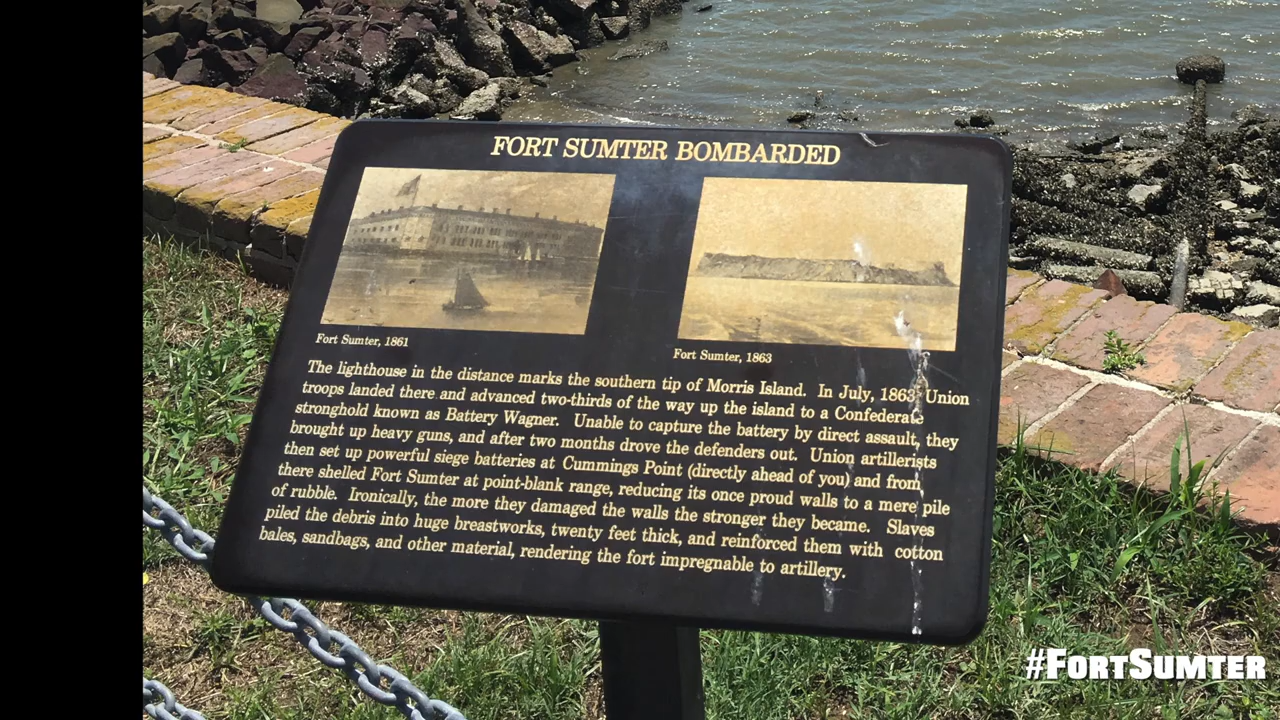 FORT SUMTER BOMBARDED
Fort Sumter, 1861
Fort Sumter, 1863
The lighthouse in the distance marks the southern tip of Morris Island. In July, 1863, Union
troops landed there and advanced two-thirds of the way up the island to a Confederate
stronghold known as Battery Wagner. Unable to capture the battery by direct assault, they
brought up heavy guns, and after two months drove the defenders out. Union artillerists
then set up powerful siege batteries at Cummings Point (directly ahead of you) and from
there shelled Fort Sumter at point-blank range, reducing its once proud walls to a mere pile
of rubble. Ironically, the more they damaged the walls the stronger they became. Slaves
piled the debris into huge breastworks, twenty feet thick, and reinforced them with cotton
bales, sandbags, and other material, rendering the fort impregnable to artillery.
#FORTSUMTER